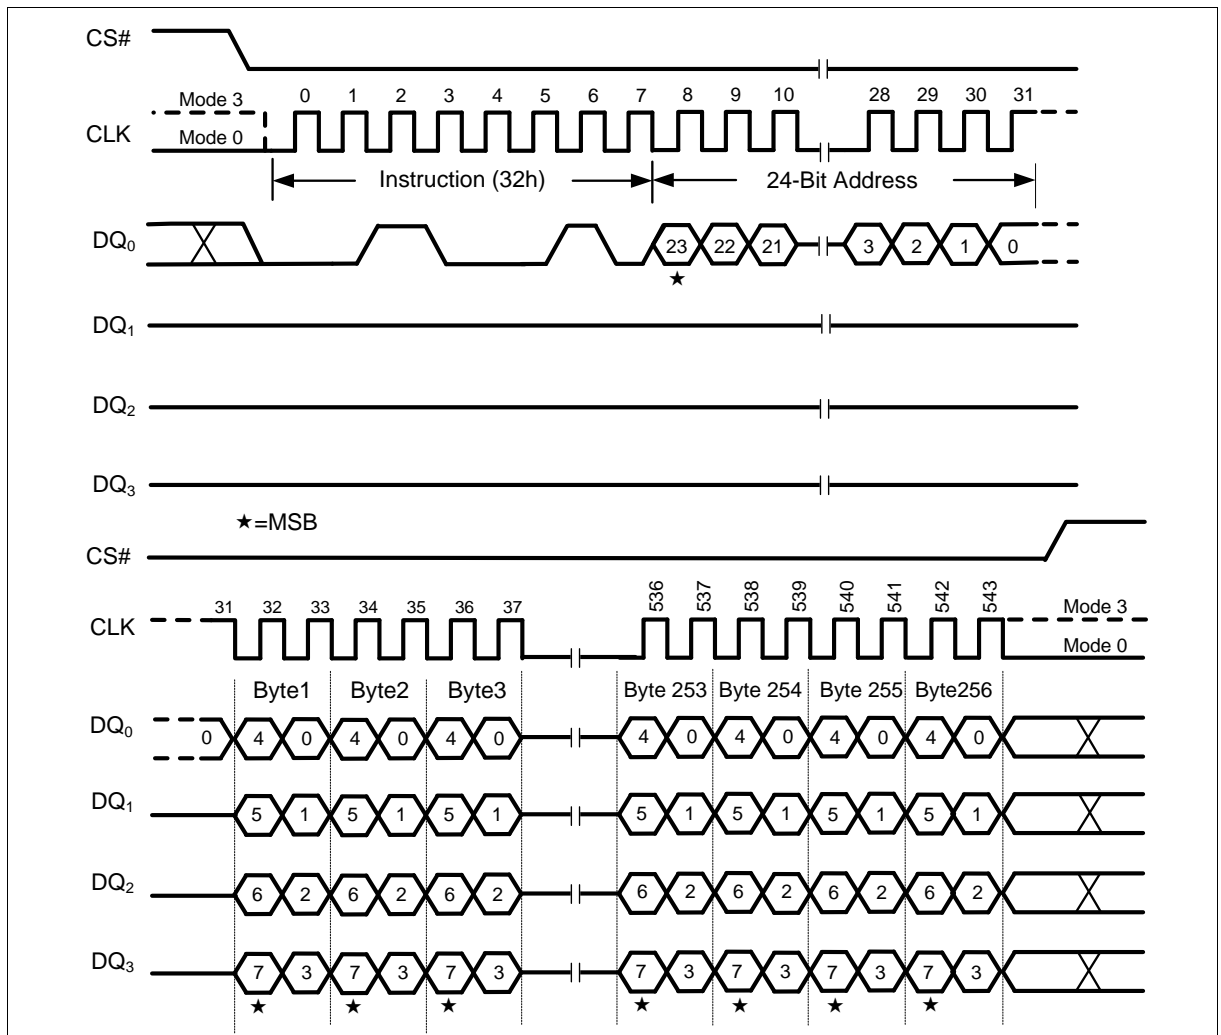 CS#
Mode 3
0 1 2 3 4 5 6 7 8 9 10 28 29 30 31
CLK
Mode 0
Instruction (32h) 24-Bit Address
DQ0 23 22 21 3 2 1 0
★
DQ1
DQ2
DQ3
★=MSB
CS#
31 32 33 34 35 36 37 536 537 538 539 540 541 542 543
Mode 3
CLK
Mode 0
Byte1 Byte2 Byte3 Byte 253 Byte 254 Byte 255 Byte256
DQ0 0 4 0 4 0 4 0 4 0 4 0 4 0 4 0
DQ1 5 1 5 1 5 1 5 1 5 1 5 1 5 1
DQ2 6 2 6 2 6 2 6 2 6 2 6 2 6 2
DQ3 7 3 7 3 7 3 7 3 7 3 7 3 7 3
★ ★ ★ ★ ★ ★ ★